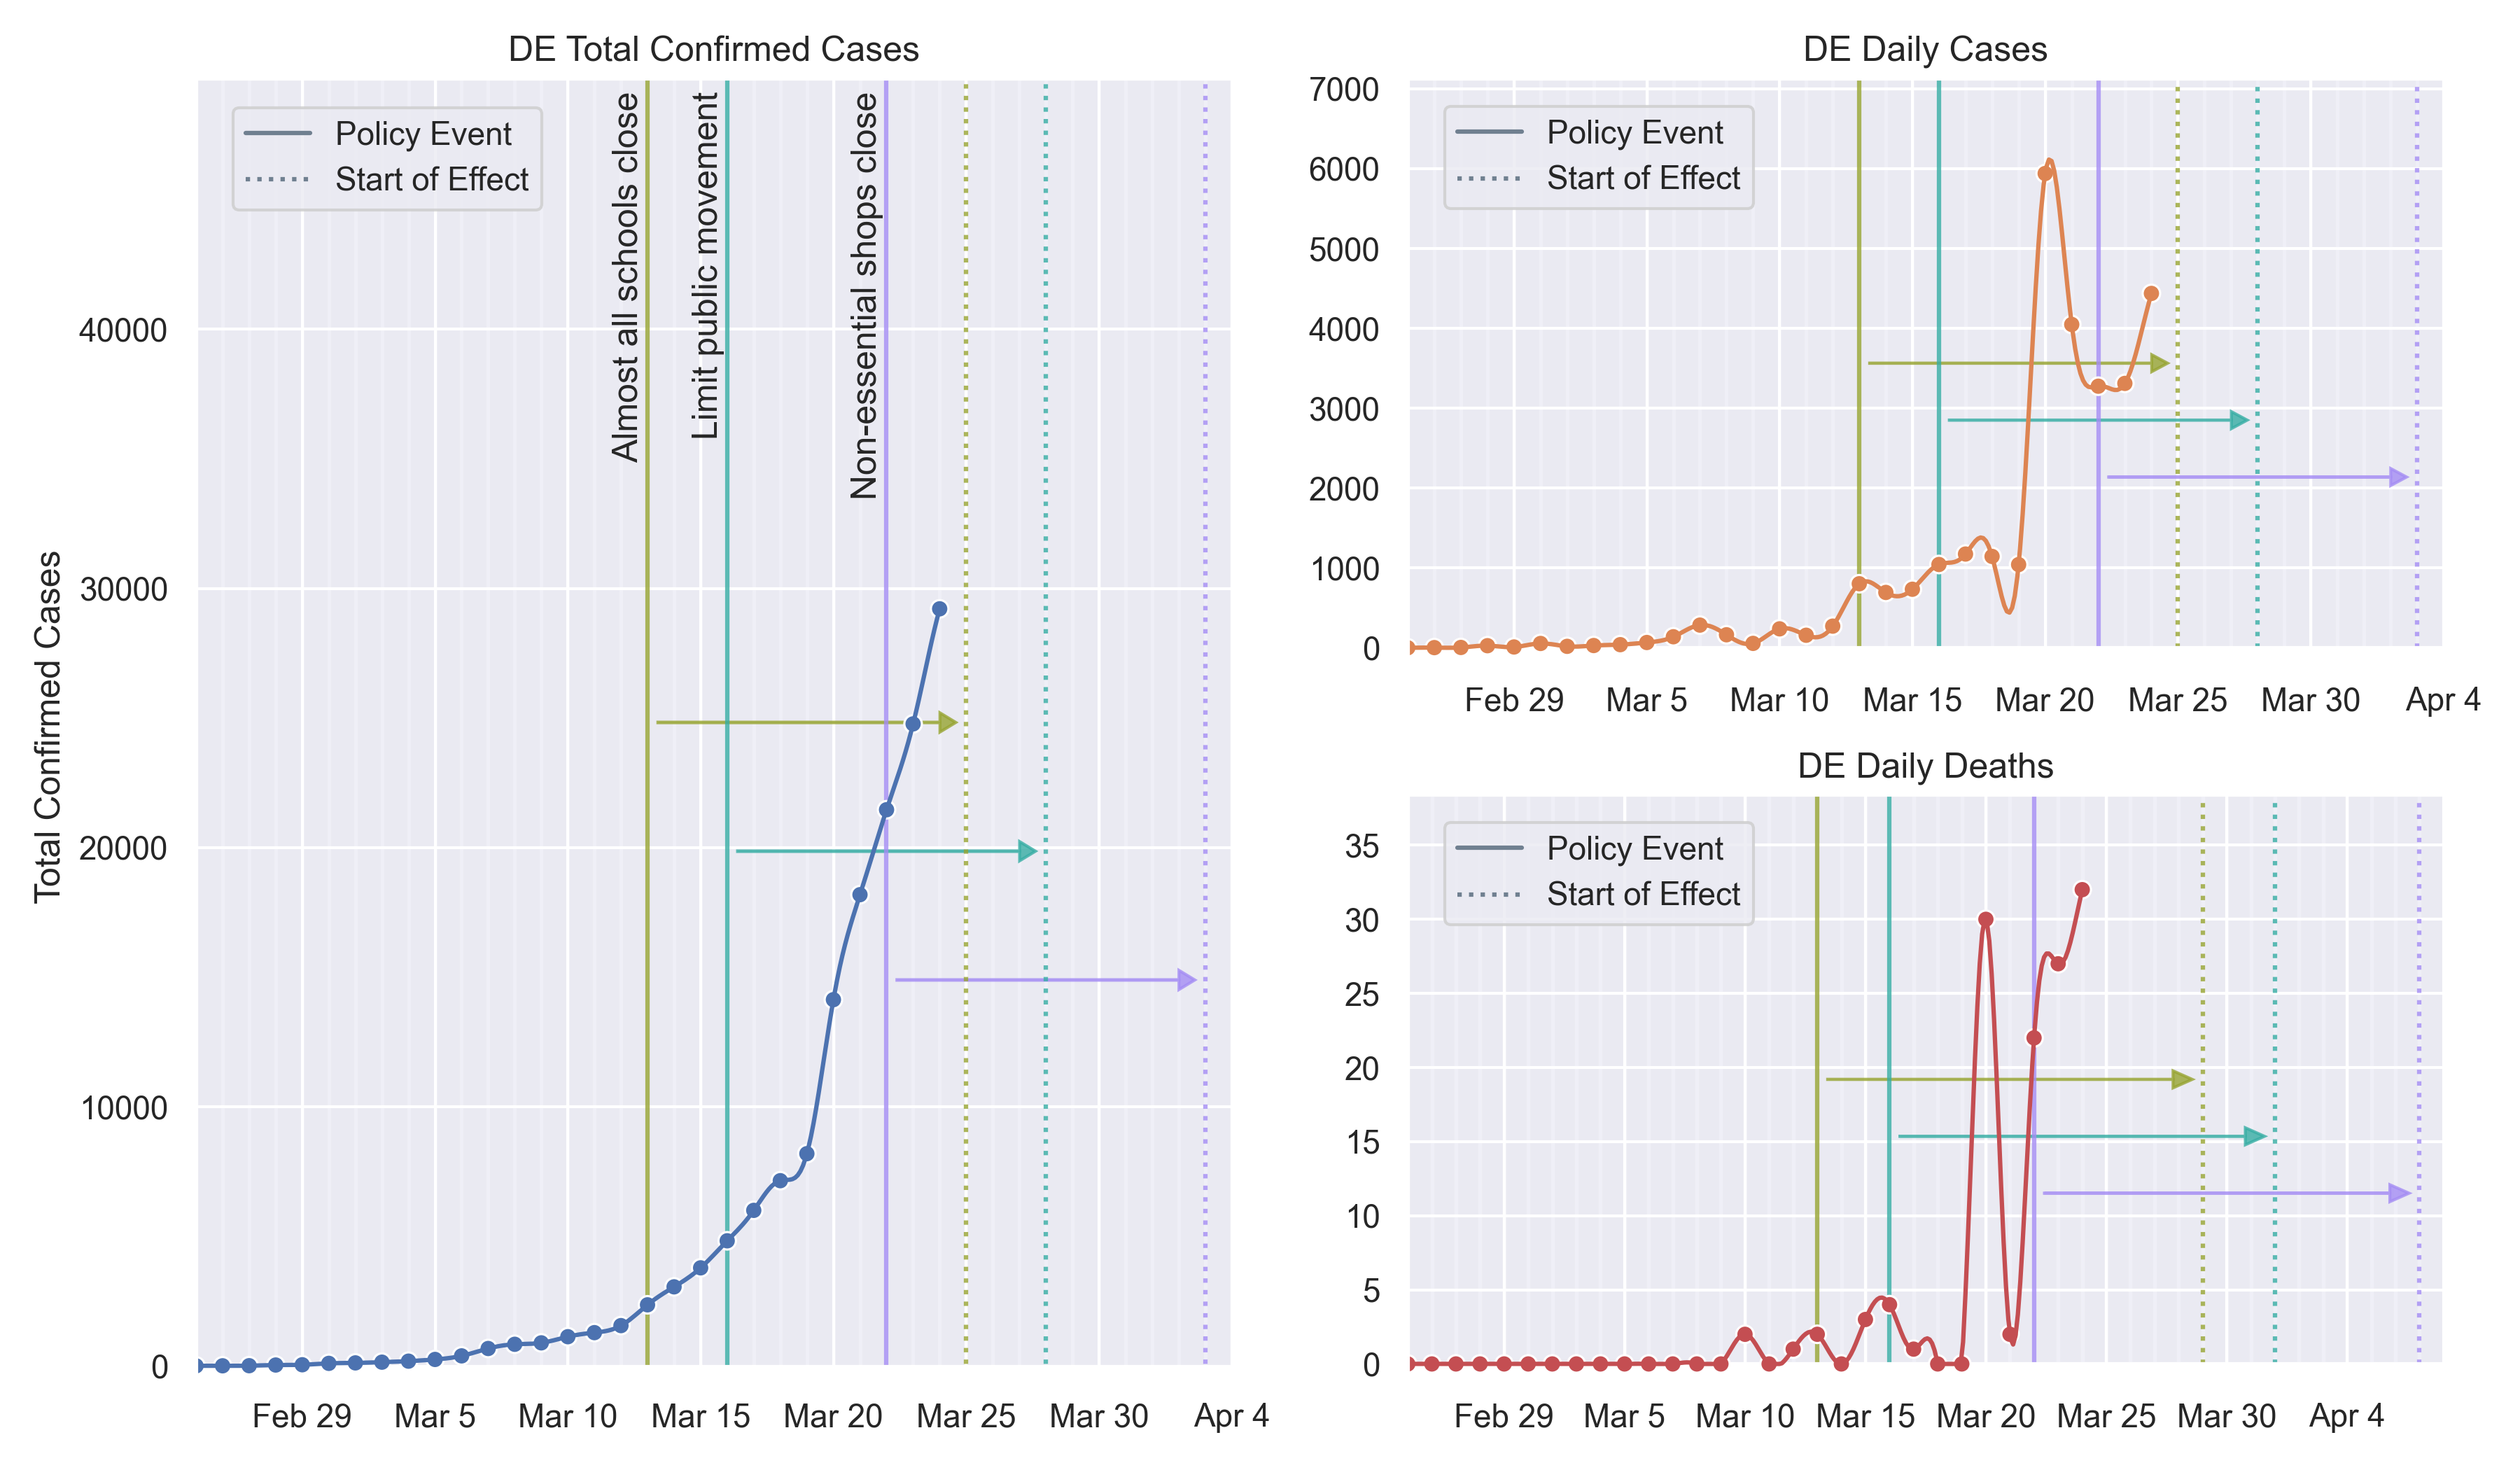 DE Total Confirmed Cases
Policy Event
Start of Effect
Almost all schools close
Limit public movement
Non-essential shops close
Total Confirmed Cases
40000
30000
20000
10000
0
Feb 29 Mar 5 Mar 10 Mar 15 Mar 20 Mar 25 Mar 30 Apr 4
DE Daily Cases
Policy Event
Start of Effect
7000
6000
5000
4000
3000
2000
1000
0
Feb 29 Mar 5 Mar 10 Mar 15 Mar 20 Mar 25 Mar 30 Apr 4
DE Daily Deaths
Policy Event
Start of Effect
35
30
25
20
15
10
5
0
Feb 29 Mar 5 Mar 10 Mar 15 Mar 20 Mar 25 Mar 30 Apr 4